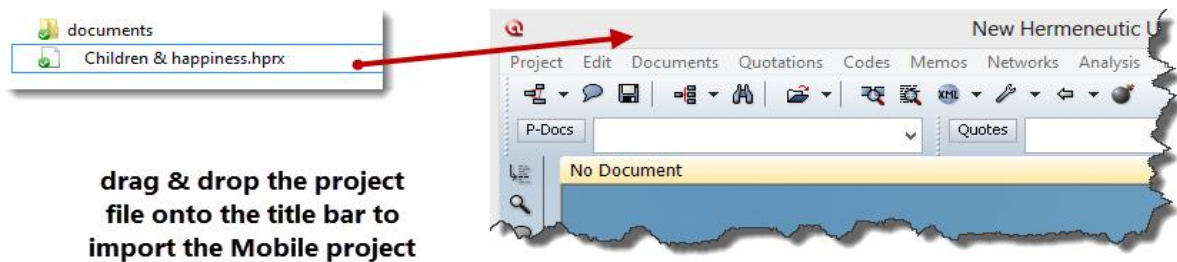 documents
Children & happiness.hprx
drag & drop the project
file onto the title bar to
import the Mobile project
New Hermeneutic U
Project Edit Documents Quotations Codes Memos Networks Analysis
XML
P-Docs Quotes
No Document